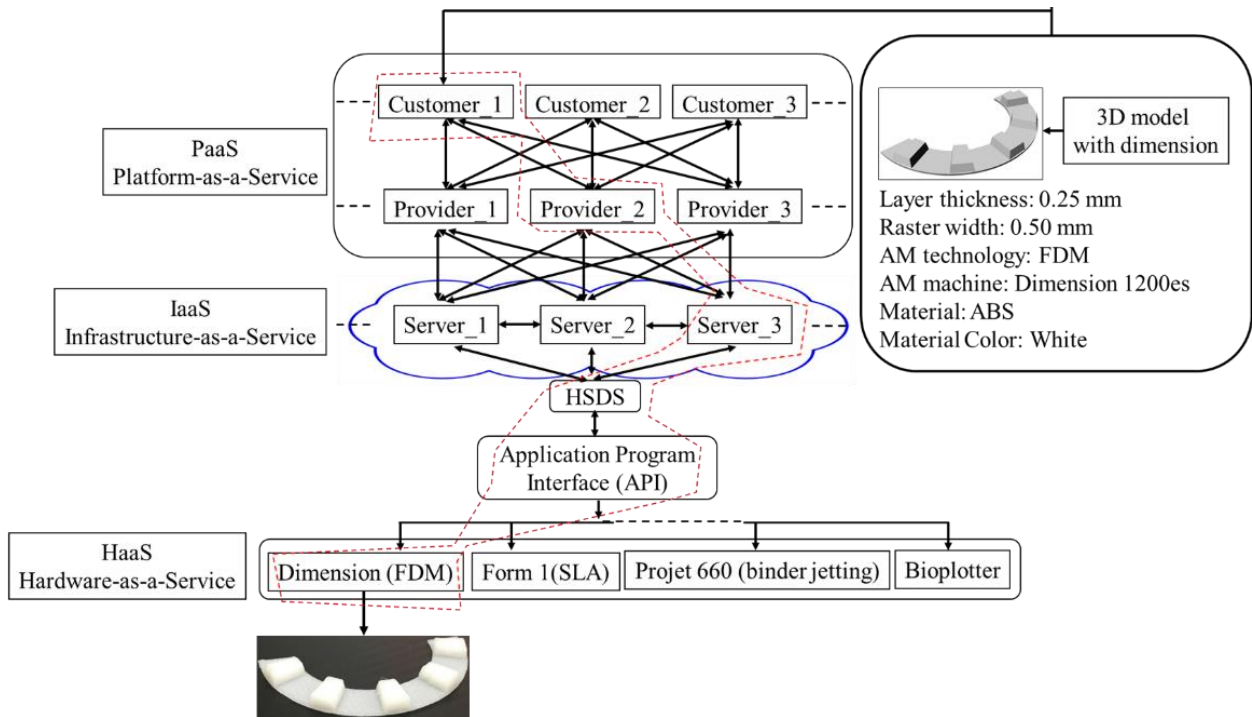 Customer_1
Customer_2
Customer_3
PaaS
Platform-as-a-Service
Provider_1
Provider_2
Provider_3
3D model
with dimension
Layer thickness: 0.25 mm
Raster width: 0.50 mm
AM technology: FDM
AM machine: Dimension 1200es
Material: ABS
Material Color: White
IaaS
Infrastructure-as-a-Service
Server_1
Server_2
Server_3
HSDS
Application Program
Interface (API)
HaaS
Hardware-as-a-Service
Dimension (FDM)
Form 1(SLA)
Projet 660 (binder jetting)
Bioplotter